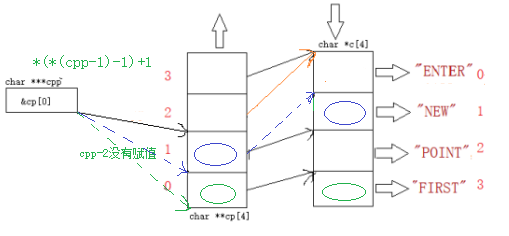 char *c[4]
*(*(cpp-1)-1)+1
char ***cpp
&cp[0]
3
2
1
0
"ENTER" 0
"NEW" 1
"POINT" 2
"FIRST" 3
cpp-2没有赋值
char **cp[4]